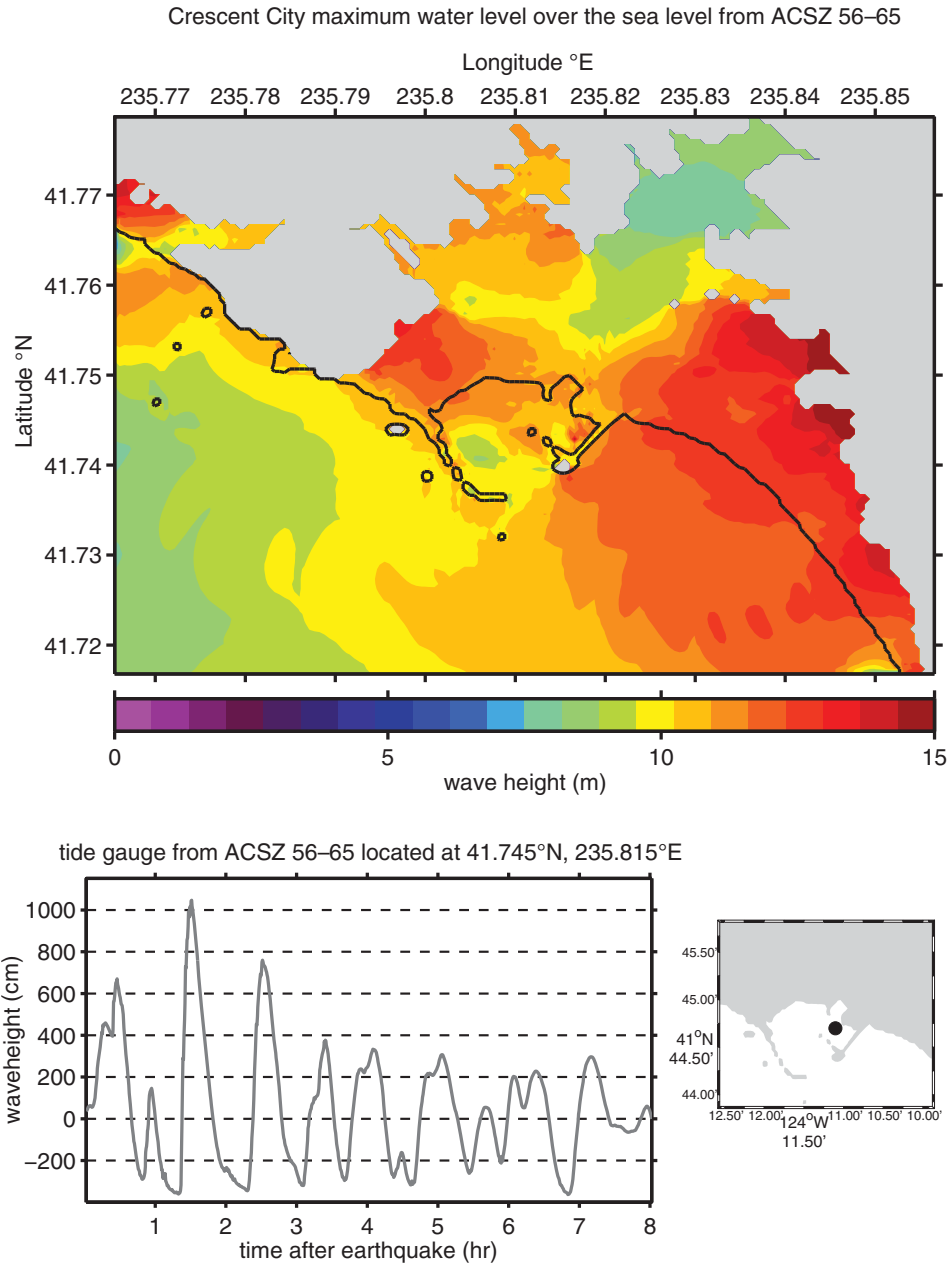 Crescent City maximum water level over the sea level from ACSZ 56–65
Longitude °E
235.77 235.78 235.79 235.8 235.81 235.82 235.83 235.84 235.85
Latitude °N
41.77
41.76
41.75
41.74
41.73
41.72
0 5 10 15
wave height (m)
tide gauge from ACSZ 56–65 located at 41.745°N, 235.815°E
waveheight (cm)
1000
800
600
400
200
0
−200
1 2 3 4 5 6 7 8
time after earthquake (hr)
45.50'
45.00'
41°N
44.50'
44.00'
12.50' 12.00' 11.00' 10.50' 10.00'
124°W
11.50'